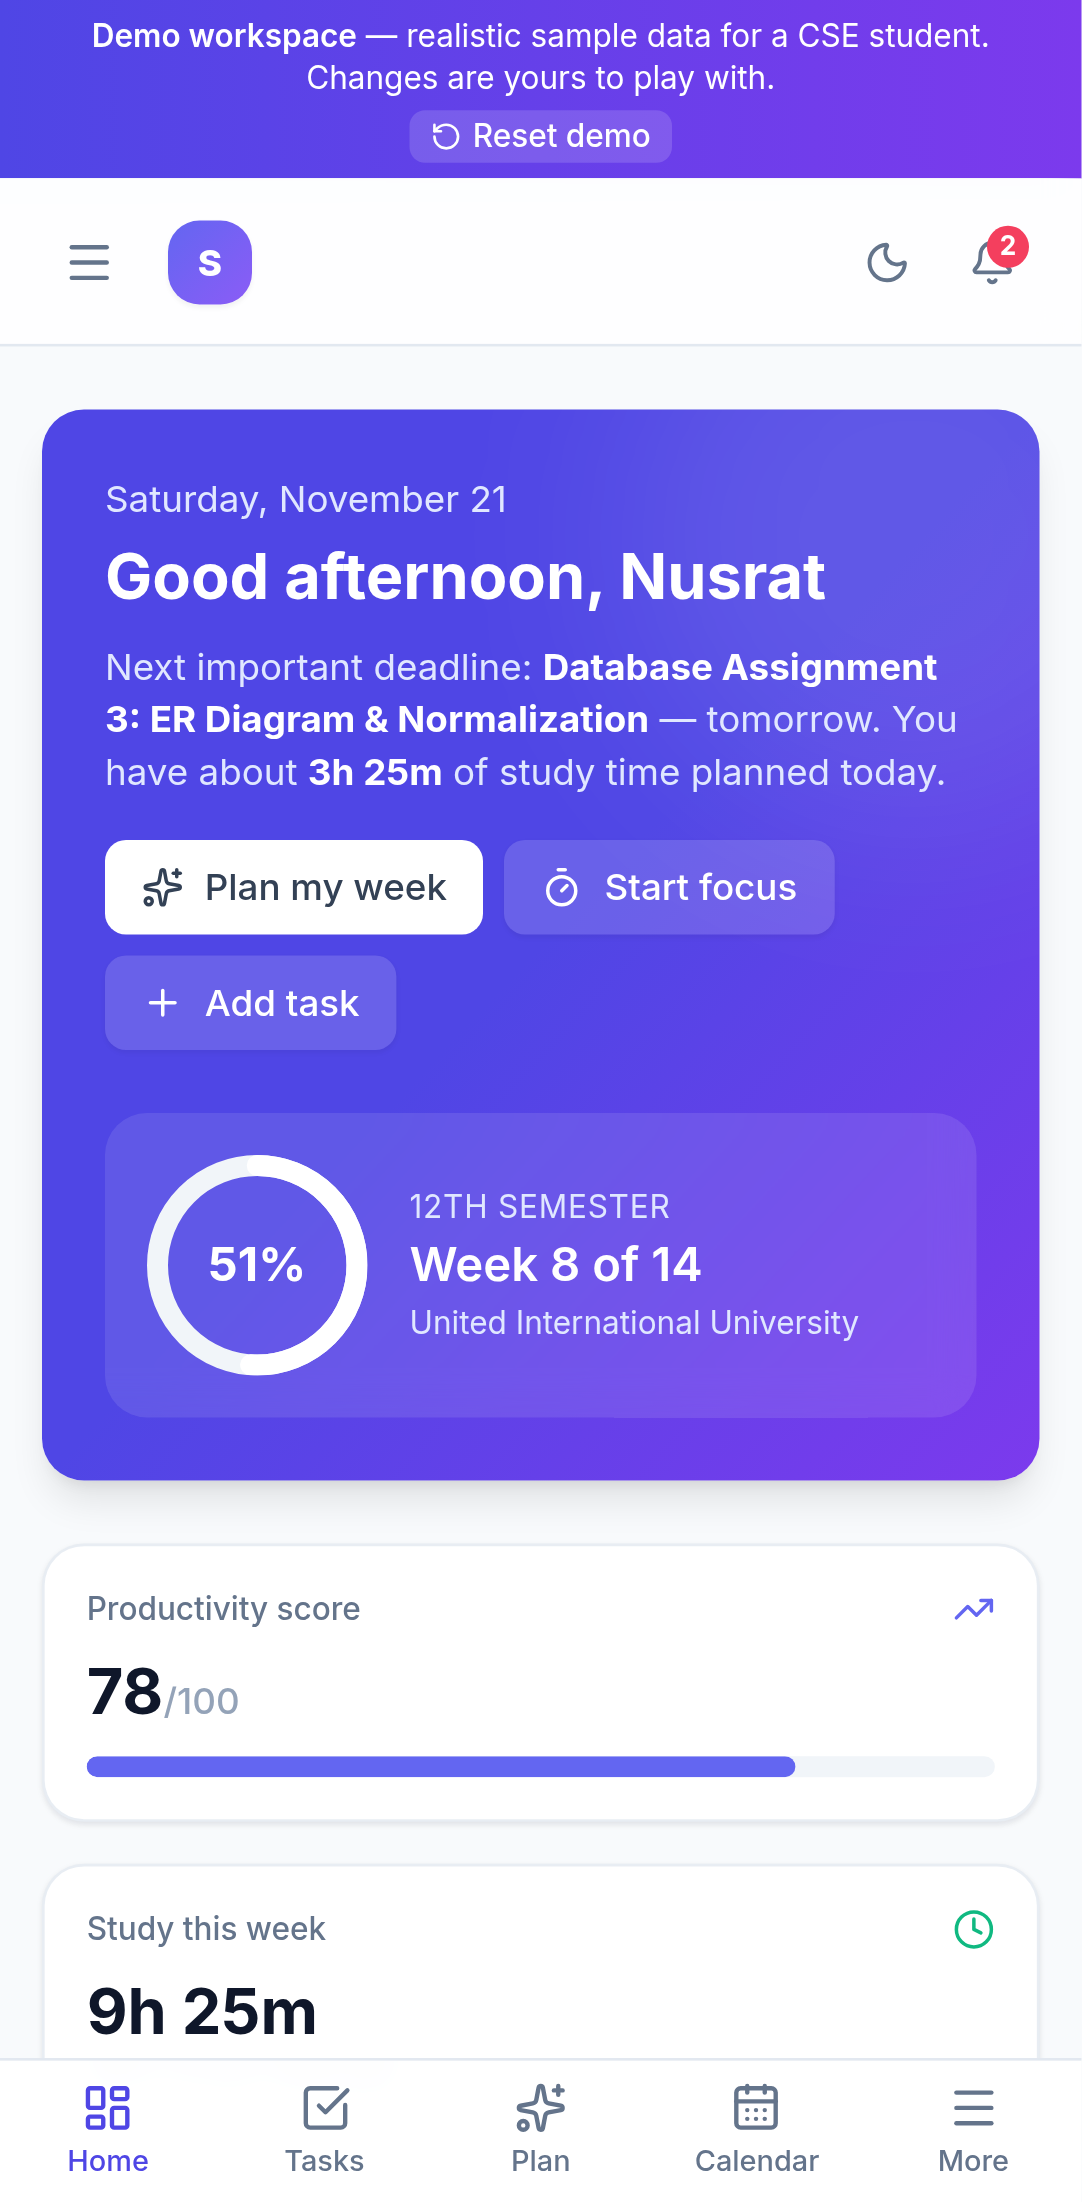 Demo workspace — realistic sample data for a CSE student.
Changes are yours to play with.
Reset demo
S
2
Saturday, November 21
Good afternoon, Nusrat
Next important deadline: Database Assignment
3: ER Diagram & Normalization — tomorrow. You
have about 3h 25m of study time planned today.
Plan my week
Start focus
Add task
51%
12TH SEMESTER
Week 8 of 14
United International University
Productivity score
78/100
Study this week
9h 25m
Home
Tasks
Plan
Calendar
More